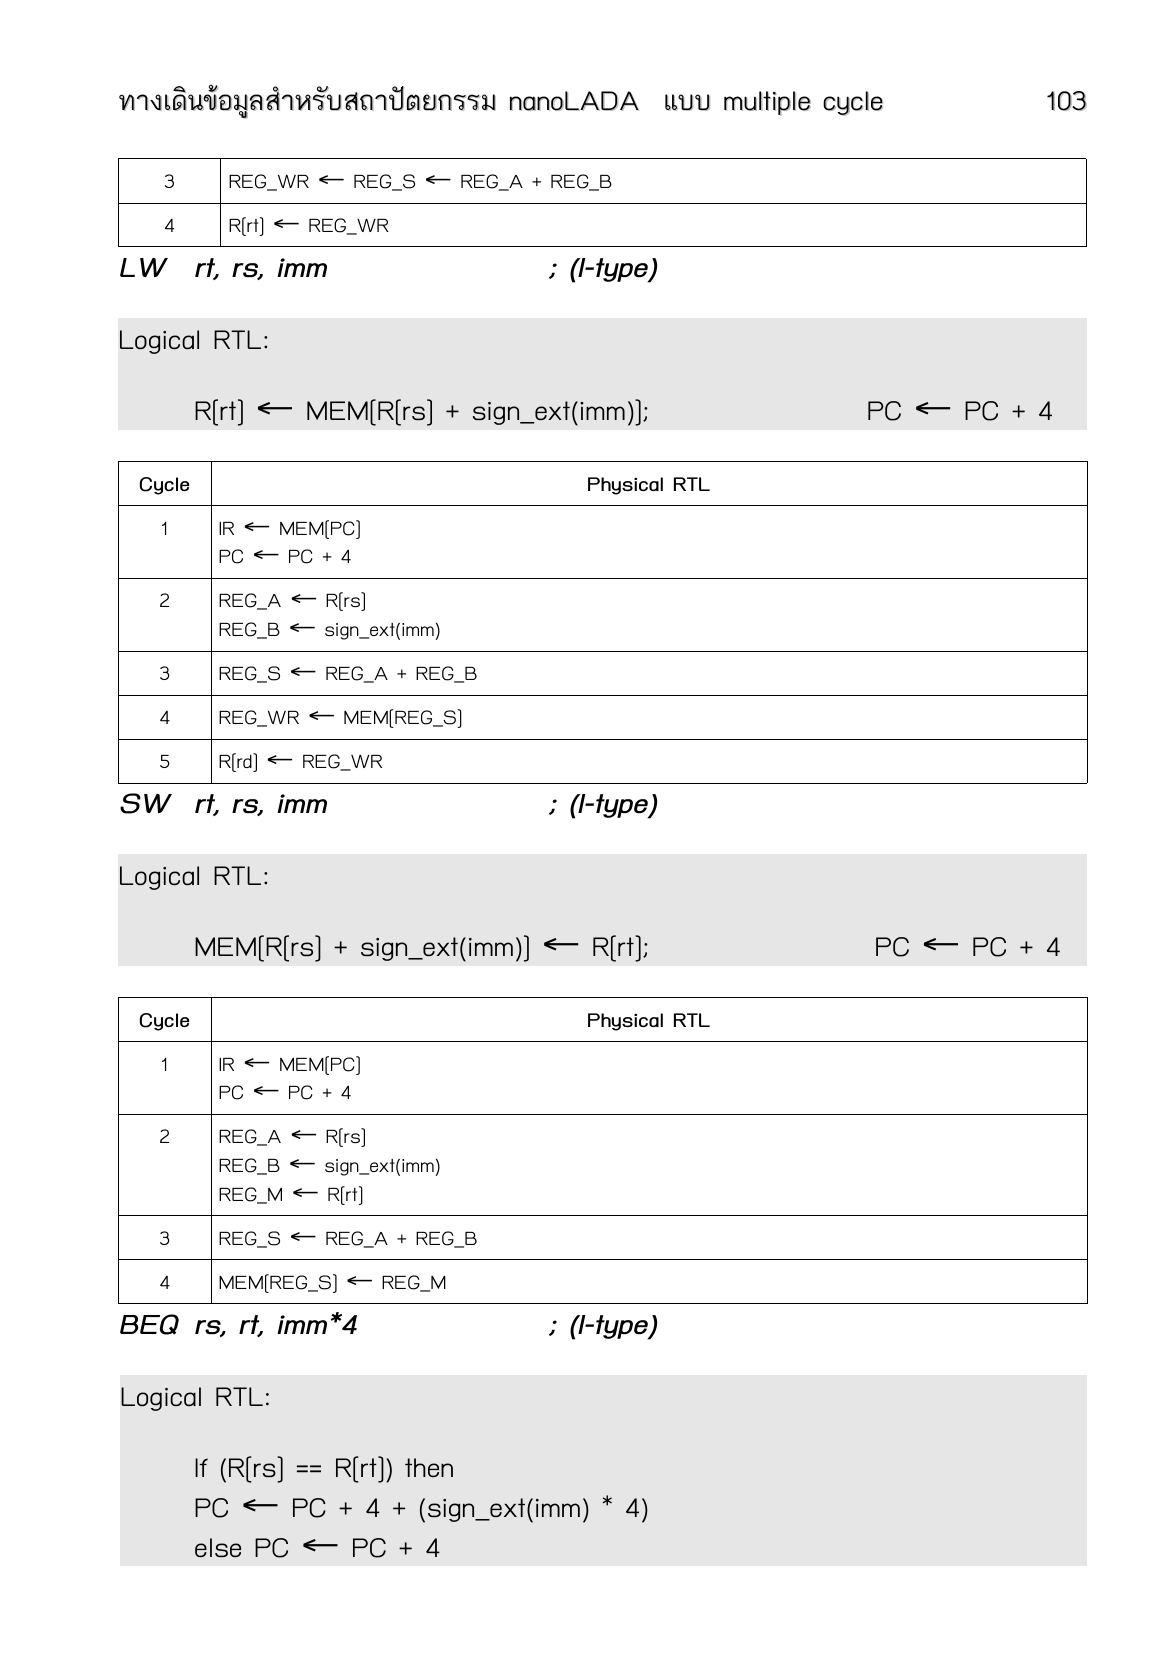 ทางเดินข้อมูลสำหรับสถาปัตยกรรม nanoLADA แบบ multiple cycle 103
3 REG_WR ← REG_S ← REG_A + REG_B
4 R[rt] ← REG_WR
LW rt, rs, imm ; (I-type)
Logical RTL:
R[rt] ← MEM[R[rs] + sign_ext(imm)]; PC ← PC + 4
Cycle Physical RTL
1 IR ← MEM[PC]
PC ← PC + 4
2 REG_A ← R[rs]
REG_B ← sign_ext(imm)
3 REG_S ← REG_A + REG_B
4 REG_WR ← MEM[REG_S]
5 R[rd] ← REG_WR
SW rt, rs, imm ; (I-type)
Logical RTL:
MEM[R[rs] + sign_ext(imm)] ← R[rt]; PC ← PC + 4
Cycle Physical RTL
1 IR ← MEM[PC]
PC ← PC + 4
2 REG_A ← R[rs]
REG_B ← sign_ext(imm)
REG_M ← R[rt]
3 REG_S ← REG_A + REG_B
4 MEM[REG_S] ← REG_M
BEQ rs, rt, imm*4 ; (I-type)
Logical RTL:
If (R[rs] == R[rt]) then
PC ← PC + 4 + (sign_ext(imm) * 4)
else PC ← PC + 4